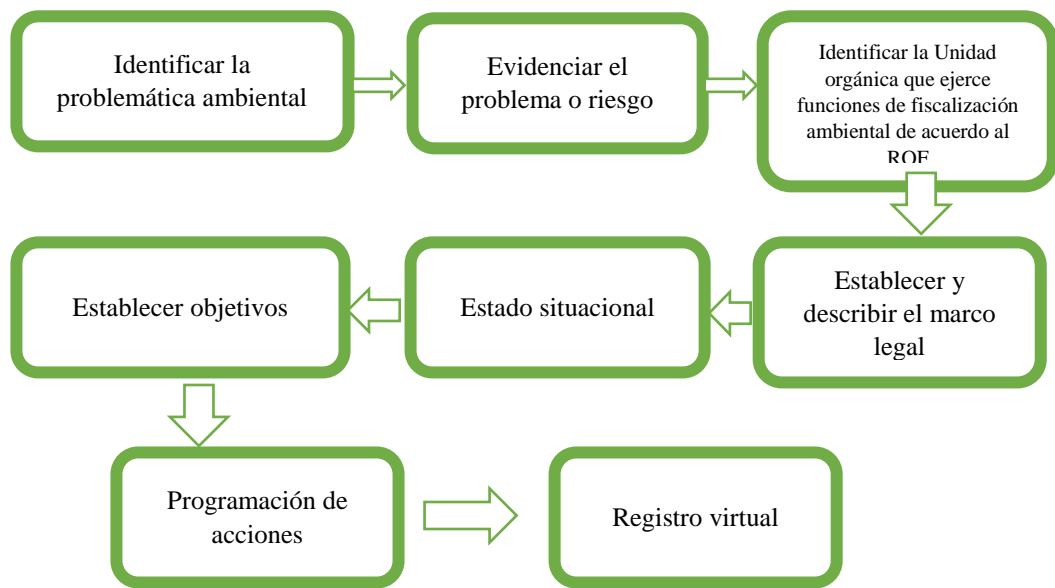 Identificar la
problemática ambiental
Evidenciar el
problema o riesgo
Identificar la Unidad
orgánica que ejerce
funciones de fiscalización
ambiental de acuerdo al
ROF
Establecer y
describir el marco
legal
Estado situacional
Establecer objetivos
Programación de
acciones
Registro virtual